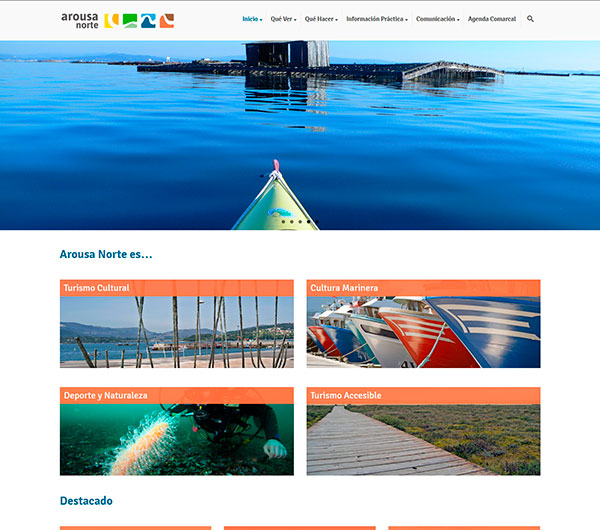 arousa
norte
Inicio Qué Ver Qué Hacer Información Práctica Comunicación Agenda Comarcal
Arousa Norte es...
Turismo Cultural
Cultura Marinera
Deporte y Naturaleza
Turismo Accesible
Destacado